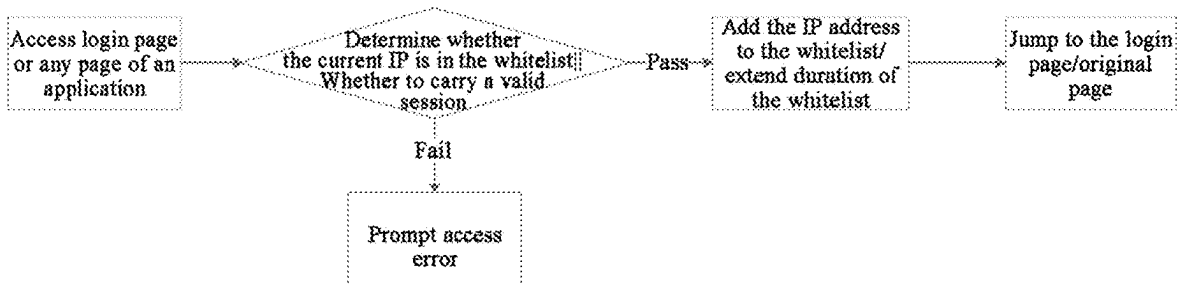 Access login page
or any page of an
application
Determine whether
the current IP is in the whitelist||
Whether to carry a valid
session
Pass
Add the IP address
to the whitelist/
extend duration of
the whitelist
Jump to the login
page/original
page
Fail
Prompt access
error